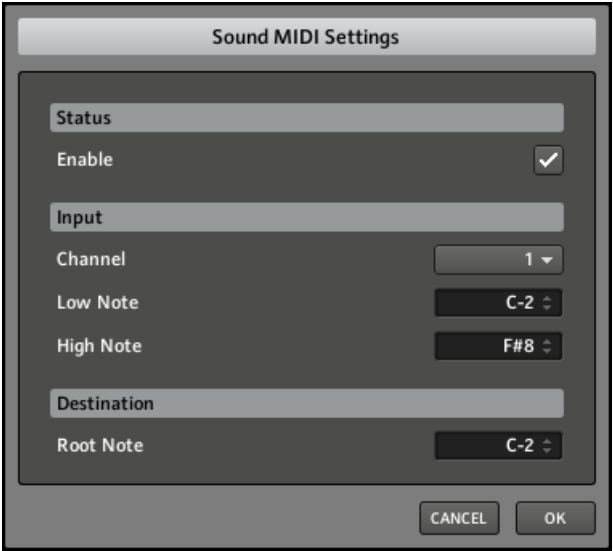 Sound MIDI Settings
Status
Enable
Input
Channel 1
Low Note C-2
High Note F#8
Destination
Root Note C-2
CANCEL OK